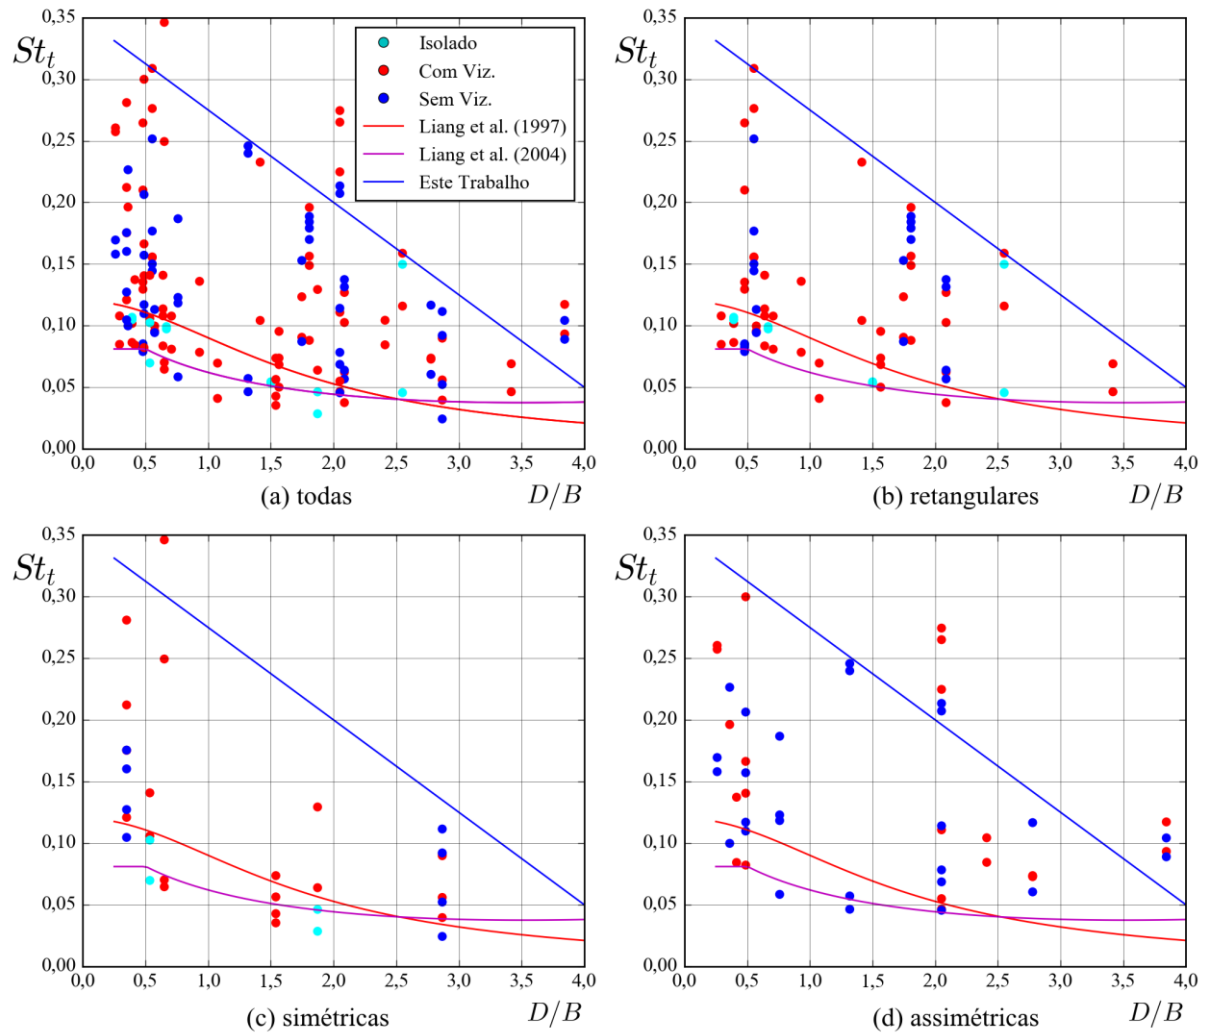 0,35
St_t
0,30
0,25
0,20
0,15
0,10
0,05
0,00
0,0 0,5 1,0 1,5 2,0 2,5 3,0 3,5 4,0
Isolado
Com Viz.
Sem Viz.
Liang et al. (1997)
Liang et al. (2004)
Este Trabalho
(a) todas
D/B
0,35
St_t
0,30
0,25
0,20
0,15
0,10
0,05
0,00
0,0 0,5 1,0 1,5 2,0 2,5 3,0 3,5 4,0
(b) retangulares
D/B
0,35
St_t
0,30
0,25
0,20
0,15
0,10
0,05
0,00
0,0 0,5 1,0 1,5 2,0 2,5 3,0 3,5 4,0
(c) simétricas
D/B
0,35
St_t
0,30
0,25
0,20
0,15
0,10
0,05
0,00
0,0 0,5 1,0 1,5 2,0 2,5 3,0 3,5 4,0
(d) assimétricas
D/B